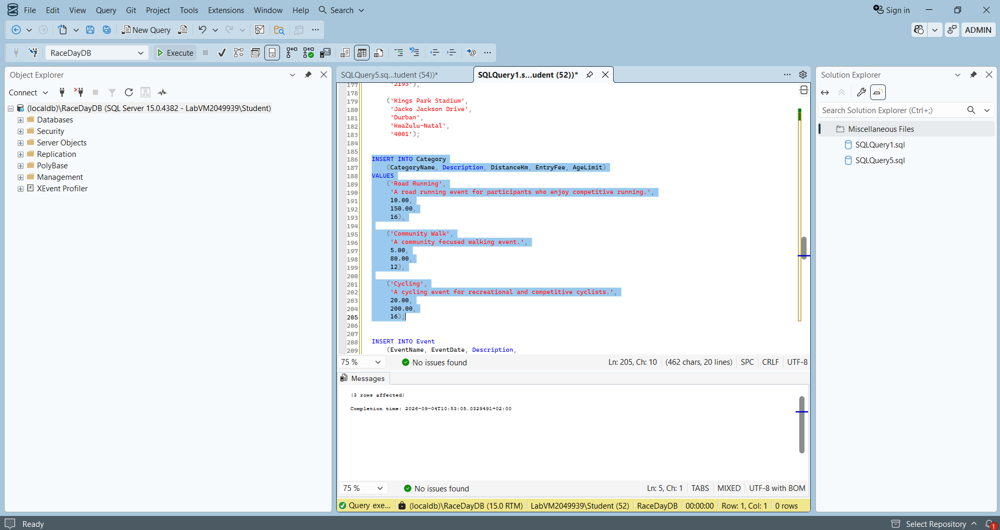 File Edit View Query Git Project Tools Extensions Window Help Search Sign in
New Query ADMIN
RaceDayDB Execute
Object Explorer
Connect
(localdb)\RaceDayDB (SQL Server 15.0.4382 - LabVM2049939\Student)
Databases
Security
Server Objects
Replication
PolyBase
Management
XEvent Profiler
SQLQuery5.sq...tudent (54))* SQLQuery1.s...udent (52))*
177 '2193'),
178
179 ('Kings Park Stadium',
180 'Jacko Jackson Drive',
181 'Durban',
182 'KwaZulu-Natal',
183 '4001');
184
185
186 INSERT INTO Category
187 (CategoryName, Description, DistanceKm, EntryFee, AgeLimit)
188 VALUES
189 ('Road Running',
190 'A road running event for participants who enjoy competitive running.',
191 10.00,
192 150.00,
193 16),
194
195 ('Community Walk',
196 'A community focused walking event.',
197 5.00,
198 80.00,
199 12),
200
201 ('Cycling',
202 'A cycling event for recreational and competitive cyclists.',
203 20.00,
204 200.00,
205 16);
206
207
208 INSERT INTO Event
209 (EventName, EventDate, Description,
75 % No issues found Ln: 205, Ch: 10 (462 chars, 20 lines) SPC CRLF UTF-8
Messages
(3 rows affected)
Completion time: 2026-09-04T10:53:05.0329491+02:00
75 % No issues found Ln: 5, Ch: 1 TABS MIXED UTF-8 with BOM
Query exe... (localdb)\RaceDayDB (15.0 RTM) LabVM2049939\Student (52) RaceDayDB 00:00:00 Row: 1, Col: 1 0 rows
Solution Explorer
Search Solution Explorer (Ctrl+;)
Miscellaneous Files
SQLQuery1.sql
SQLQuery5.sql
Ready Select Repository 1